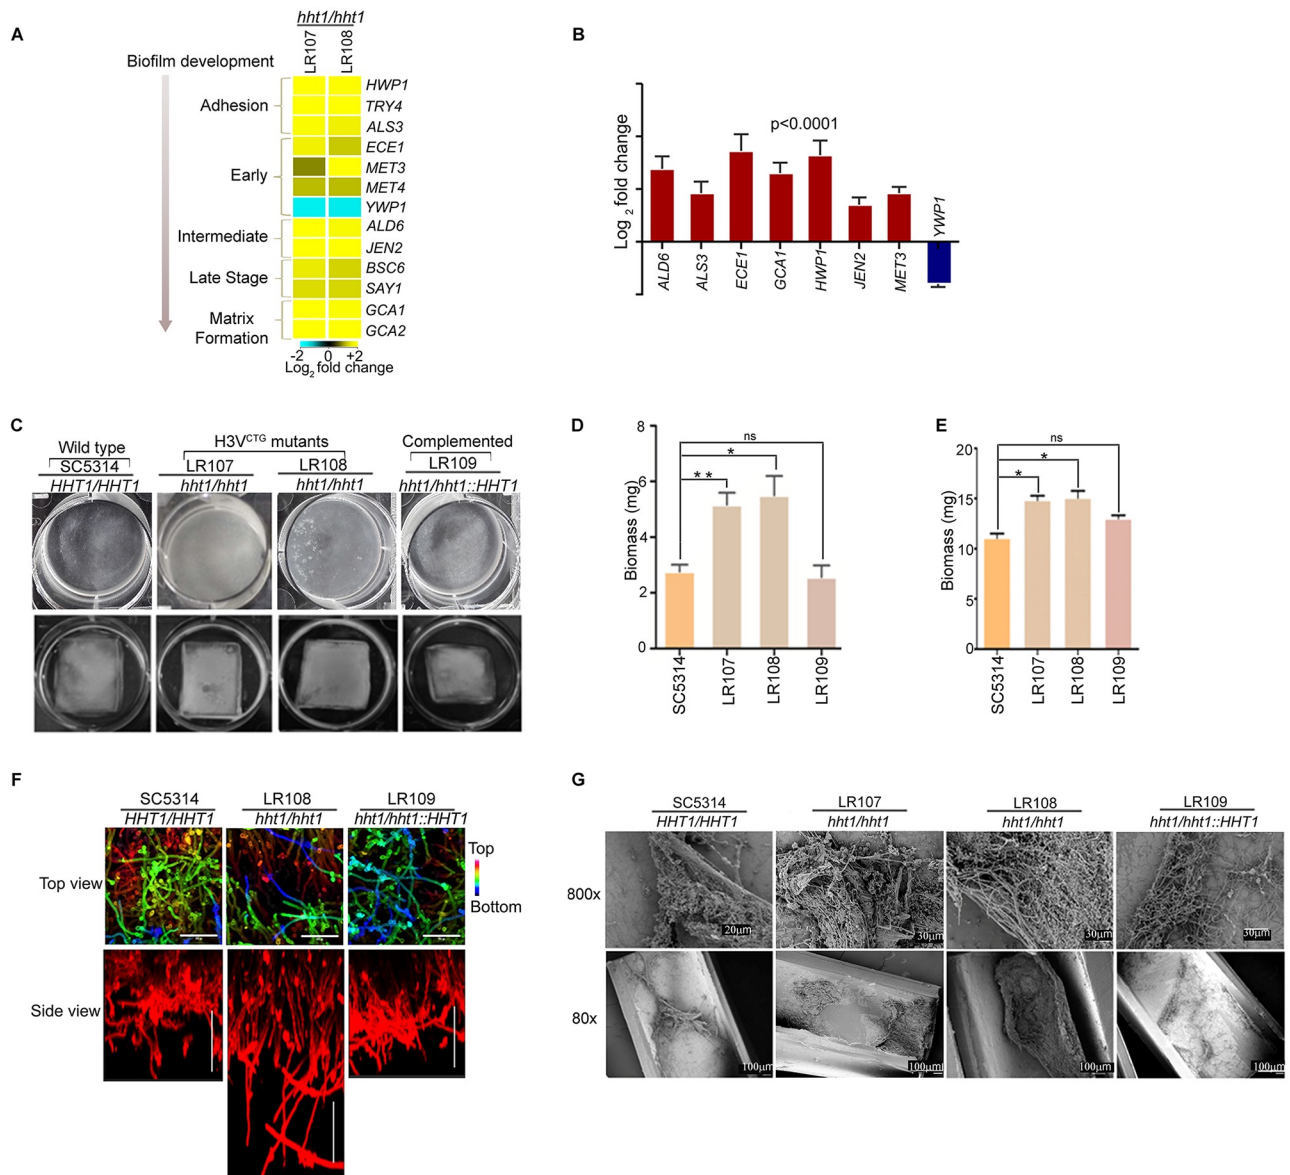 A
hht1/hht1
LR107
LR108
Biofilm development
Adhesion
Early
Intermediate
Late Stage
Matrix
Formation
HWP1
TRY4
ALS3
ECE1
MET3
MET4
YWP1
ALD6
JEN2
BSC6
SAY1
GCA1
GCA2
-2 0 +2
Log2 fold change
B
Log 2 fold change
p<0.0001
ALD6
ALS3
ECE1
GCA1
HWP1
JEN2
MET3
YWP1
C
Wild type
SC5314
HHT1/HHT1
H3VCTG mutants
LR107
hht1/hht1
LR108
hht1/hht1
Complemented
LR109
hht1/hht1::HHT1
D
Biomass (mg)
8
6
4
2
0
ns
*
**
SC5314
LR107
LR108
LR109
E
Biomass (mg)
20
15
10
5
0
ns
*
*
SC5314
LR107
LR108
LR109
F
SC5314
HHT1/HHT1
LR108
hht1/hht1
LR109
hht1/hht1::HHT1
Top view
Top
Bottom
Side view
G
SC5314
HHT1/HHT1
LR107
hht1/hht1
LR108
hht1/hht1
LR109
hht1/hht1::HHT1
800x
20µm
30µm
30µm
30µm
80x
100µm
100µm
100µm
100µm